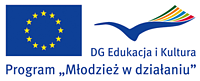 DG Edukacja i Kultura
Program „Młodzież w działaniu”